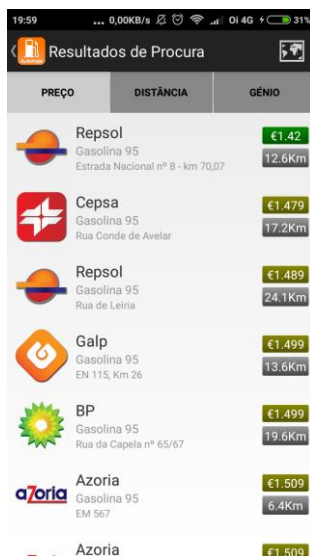 19:59 ... 0,00KB/s Oi 4G 31%
Autohoje
Resultados de Procura
PREÇO DISTÂNCIA GÉNIO
Repsol €1.42
Gasolina 95 12.6Km
Estrada Nacional nº 8 - km 70,07
Cepsa €1.479
Gasolina 95 17.2Km
Rua Conde de Avelar
Repsol €1.489
Gasolina 95 24.1Km
Rua de Leiria
Galp €1.499
Gasolina 95 13.6Km
EN 115, Km 26
BP €1.499
Gasolina 95 19.6Km
Rua da Capela nº 65/67
Azoria €1.509
azoria Gasolina 95 6.4Km
EM 567
Azoria €1.509